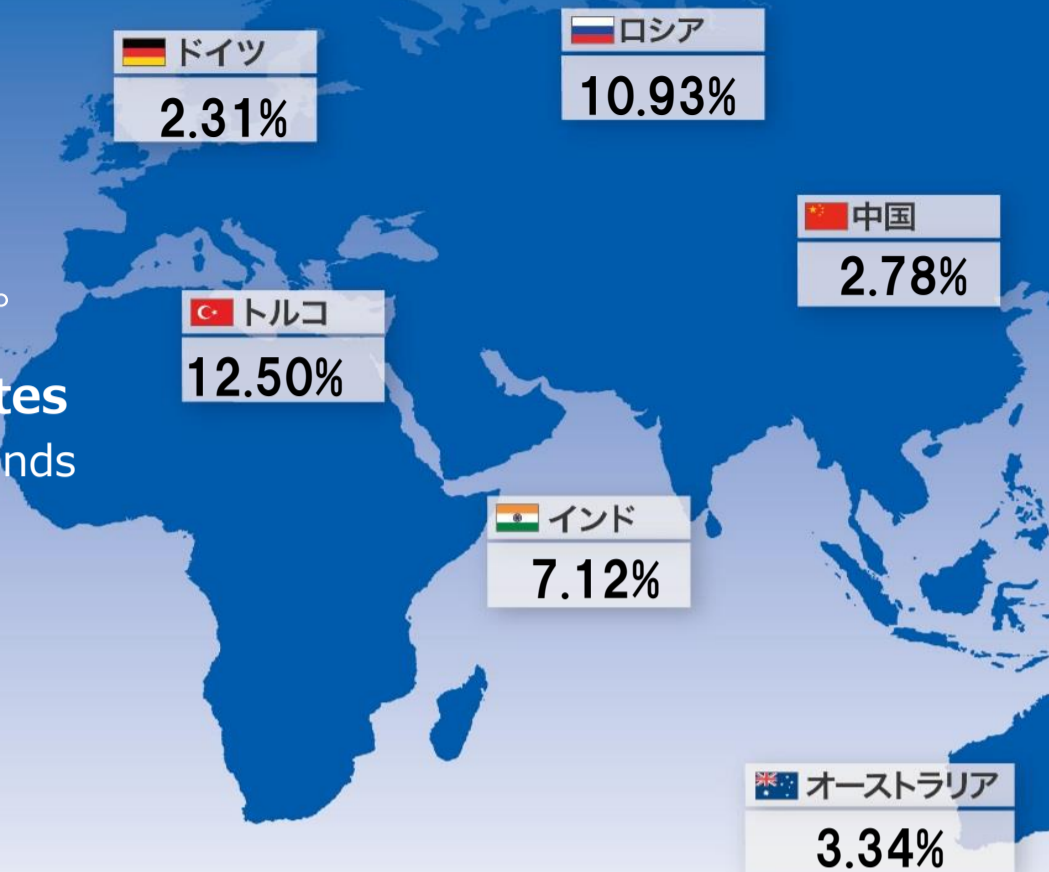 ドイツ
2.31%
ロシア
10.93%
中国
2.78%
。
トルコ
12.50%
tes
nds
インド
7.12%
オーストラリア
3.34%